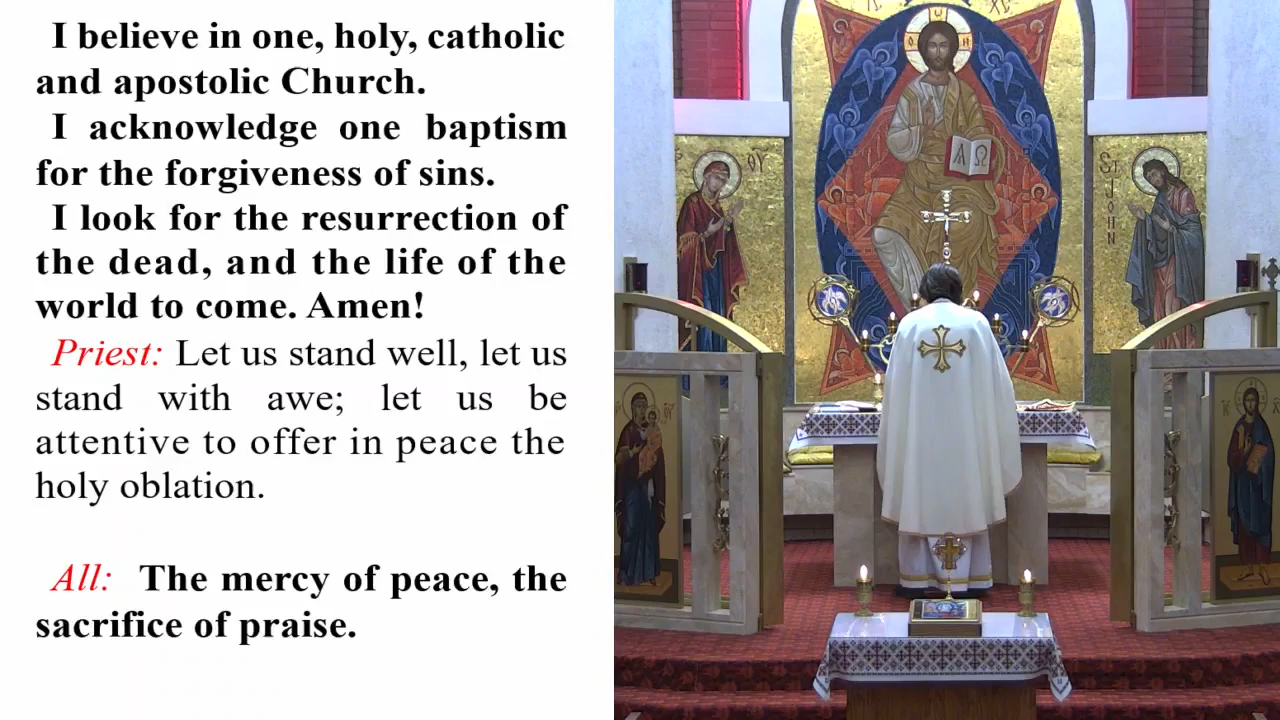 I believe in one, holy, catholic
and apostolic Church.
I acknowledge one baptism
for the forgiveness of sins.
I look for the resurrection of
the dead, and the life of the
world to come. Amen!
Priest: Let us stand well, let us
stand with awe; let us be
attentive to offer in peace the
holy oblation.
All: The mercy of peace, the
sacrifice of praise.
ΧC
Ο Ν
Α Ω
ΘΥ
ST.
JOHN